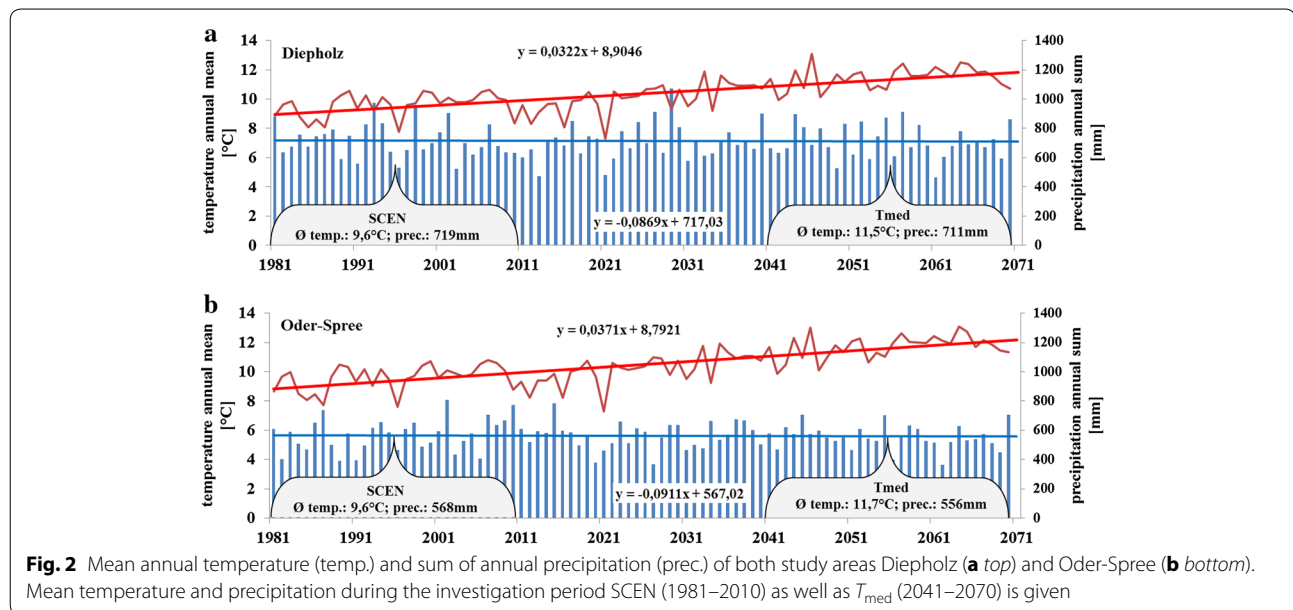 a
14
12
10
8
6
4
2
0
temperature annual mean
[°C]
Diepholz
y = 0,0322x + 8,9046
1400
1200
1000
800
600
400
200
0
precipitation annual sum
[mm]
SCEN
Ø temp.: 9,6°C; prec.: 719mm
y = -0,0869x + 717,03
Tmed
Ø temp.: 11,5°C; prec.: 711mm
1981 1991 2001 2011 2021 2031 2041 2051 2061 2071
b
14
12
10
8
6
4
2
0
temperature annual mean
[°C]
Oder-Spree
y = 0,0371x + 8,7921
1400
1200
1000
800
600
400
200
0
precipitation annual sum
[mm]
SCEN
Ø temp.: 9,6°C; prec.: 568mm
y = -0,0911x + 567,02
Tmed
Ø temp.: 11,7°C; prec.: 556mm
1981 1991 2001 2011 2021 2031 2041 2051 2061 2071
Fig. 2 Mean annual temperature (temp.) and sum of annual precipitation (prec.) of both study areas Diepholz (a top) and Oder-Spree (b bottom).
Mean temperature and precipitation during the investigation period SCEN (1981–2010) as well as Tmed (2041–2070) is given